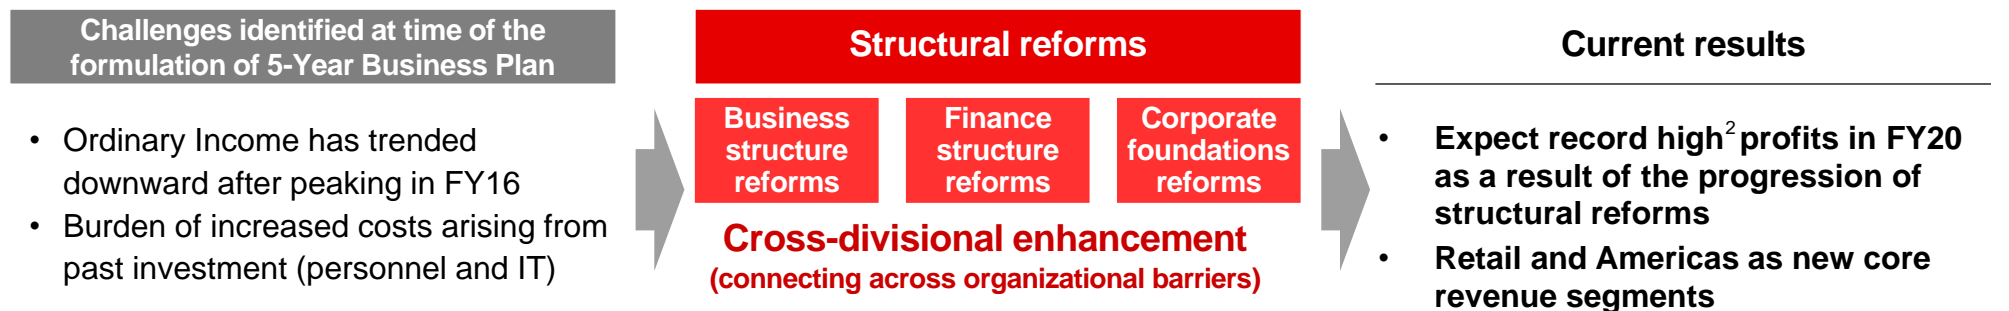 Challenges identified at time of the
formulation of 5-Year Business Plan
• Ordinary Income has trended
downward after peaking in FY16
• Burden of increased costs arising from
past investment (personnel and IT)
Structural reforms
Business
structure
reforms
Finance
structure
reforms
Corporate
foundations
reforms
Cross-divisional enhancement
(connecting across organizational barriers)
Current results
• Expect record high² profits in FY20
as a result of the progression of
structural reforms
• Retail and Americas as new core
revenue segments